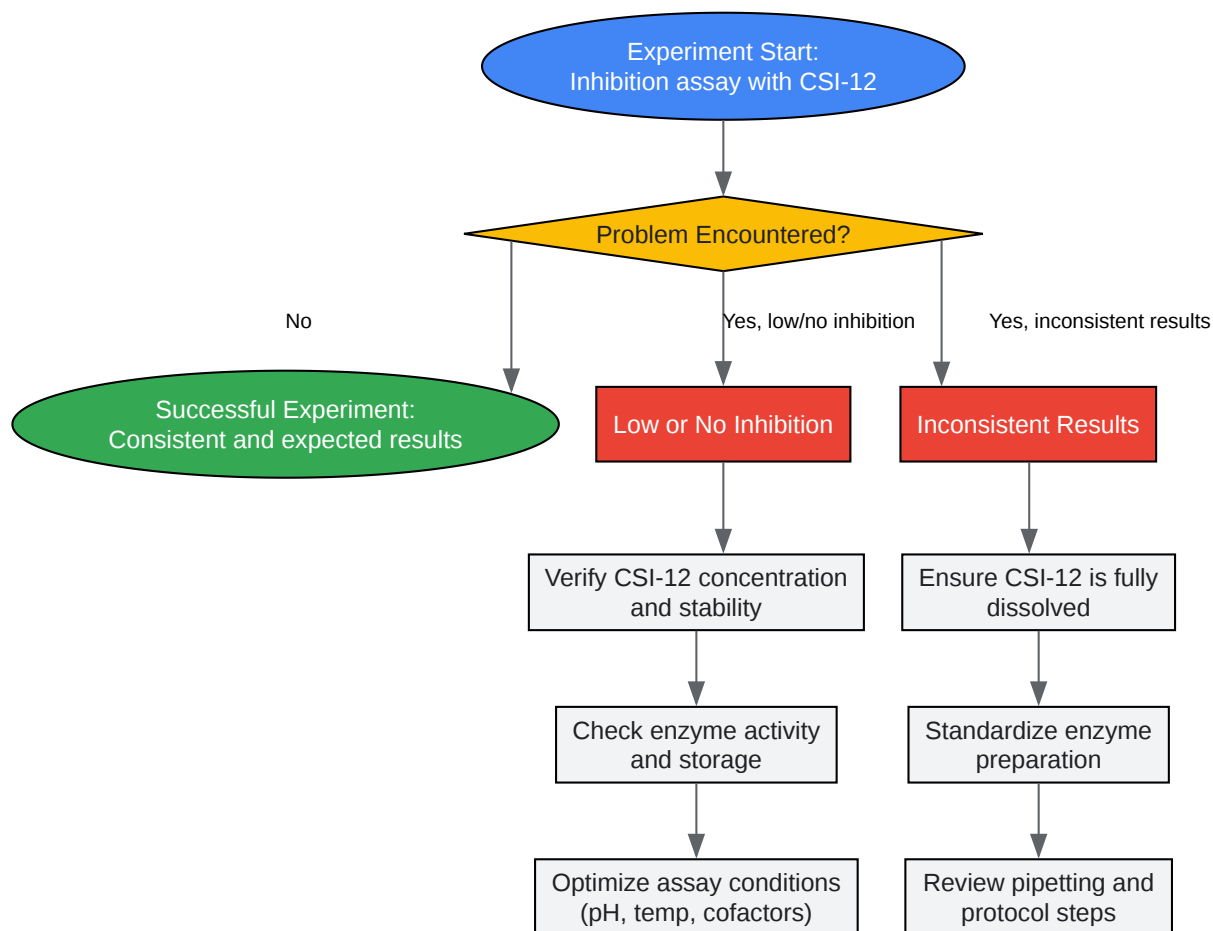 Experiment Start:
Inhibition assay with CSI-12
Problem Encountered?
No
Yes, low/no inhibition
Yes, inconsistent results
Successful Experiment:
Consistent and expected results
Low or No Inhibition
Inconsistent Results
Verify CSI-12 concentration
and stability
Ensure CSI-12 is fully
dissolved
Check enzyme activity
and storage
Standardize enzyme
preparation
Optimize assay conditions
(pH, temp, cofactors)
Review pipetting and
protocol steps